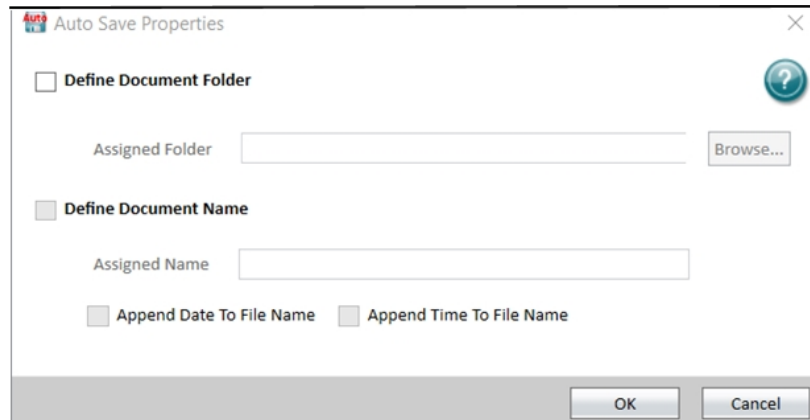 Auto Auto Save Properties
Define Document Folder
?
Assigned Folder Browse...
Define Document Name
Assigned Name
Append Date To File Name Append Time To File Name
OK Cancel